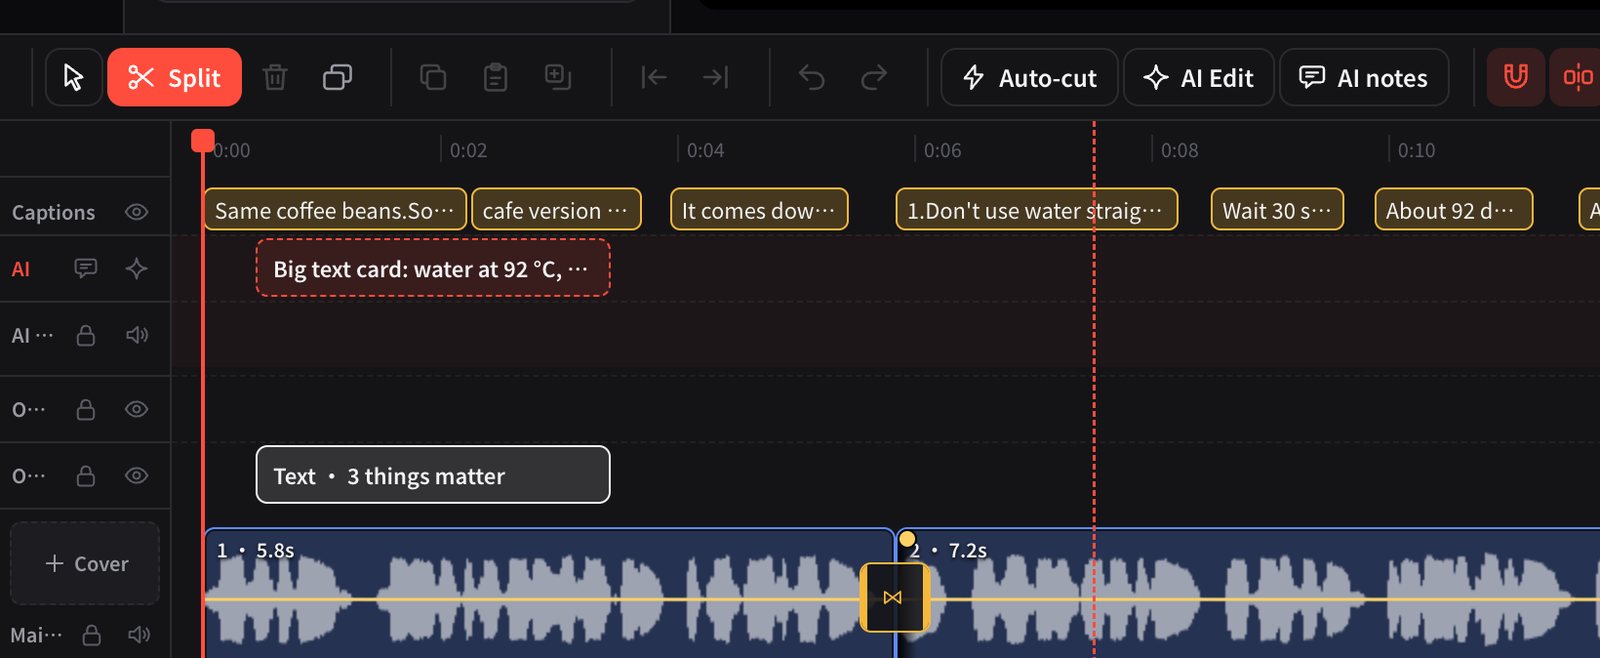 Split
Auto-cut
AI Edit
AI notes
0:00
0:02
0:04
0:06
0:08
0:10
Captions
Same coffee beans.So···
cafe version ···
It comes dow···
1.Don't use water straig···
Wait 30 s···
About 92 d···
A
AI
Big text card: water at 92 °C, ···
AI ···
O···
O···
Text • 3 things matter
+ Cover
1 • 5.8s
2 • 7.2s
Mai···